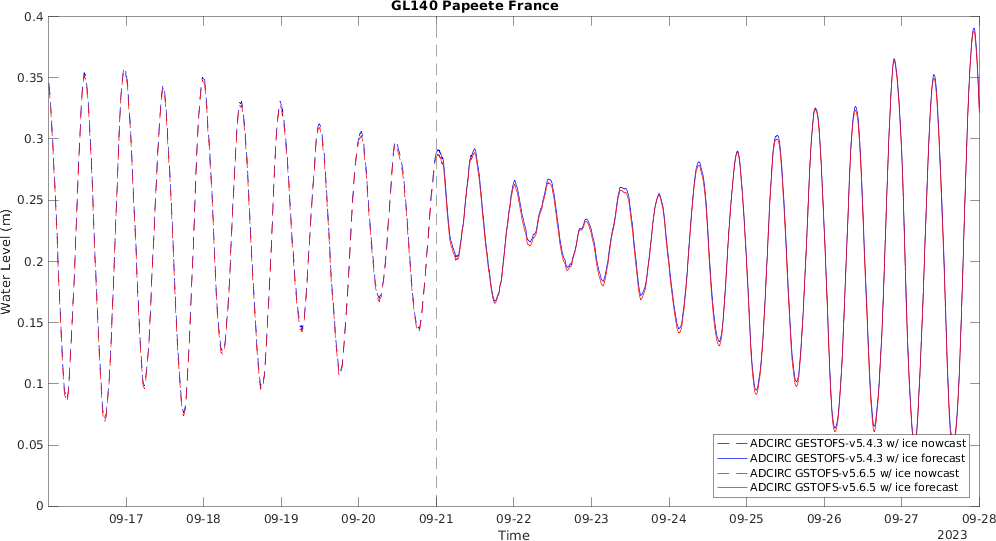 GL140 Papeete France
Water Level (m)
0.4
0.35
0.3
0.25
0.2
0.15
0.1
0.05
0
ADCIRC GESTOFS-v5.4.3 w/ ice nowcast
ADCIRC GESTOFS-v5.4.3 w/ ice forecast
ADCIRC GSTOFS-v5.6.5 w/ ice nowcast
ADCIRC GSTOFS-v5.6.5 w/ ice forecast
09-17 09-18 09-19 09-20 09-21 09-22 09-23 09-24 09-25 09-26 09-27 09-28
Time
2023